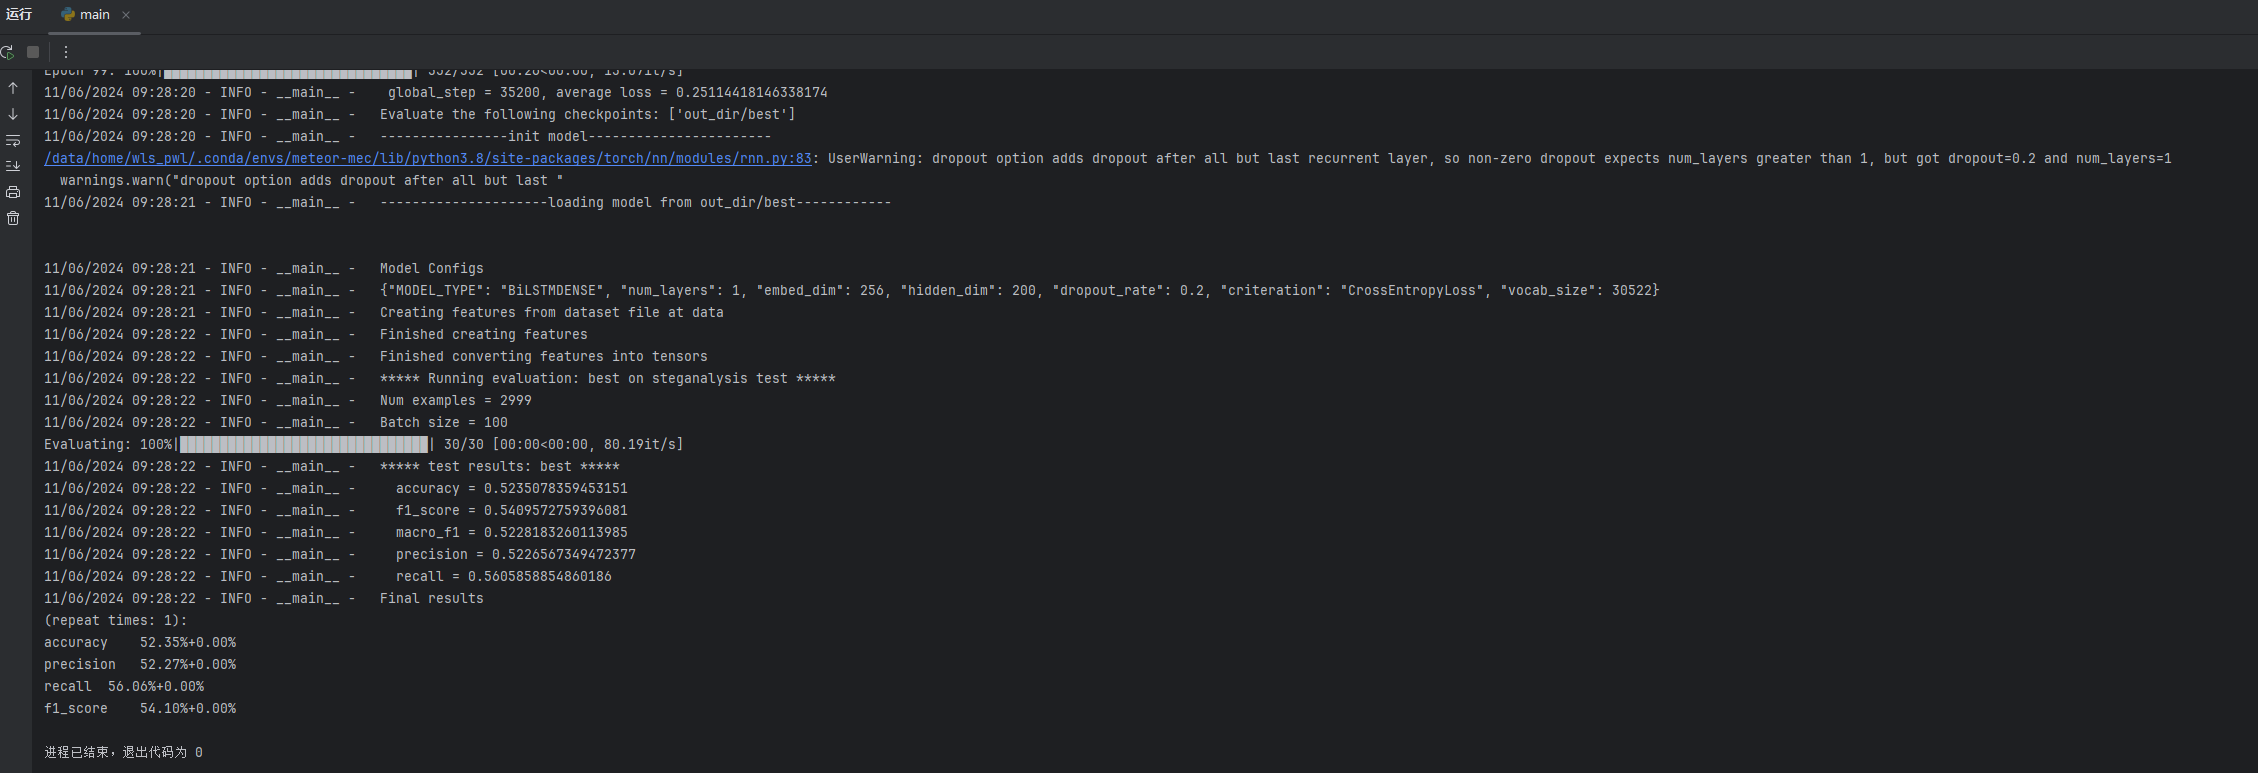 运行 main
Epoch 99: 100%| 352/352 [00:26<00:00, 13.07it/s]
11/06/2024 09:28:20 - INFO - __main__ -    global_step = 35200, average loss = 0.25114418146338174
11/06/2024 09:28:20 - INFO - __main__ -   Evaluate the following checkpoints: ['out_dir/best']
11/06/2024 09:28:20 - INFO - __main__ -   ----------------init model-----------------------
/data/home/wls_pwl/.conda/envs/meteor-mec/lib/python3.8/site-packages/torch/nn/modules/rnn.py:83: UserWarning: dropout option adds dropout after all but last recurrent layer, so non-zero dropout expects num_layers greater than 1, but got dropout=0.2 and num_layers=1
  warnings.warn("dropout option adds dropout after all but last "
11/06/2024 09:28:21 - INFO - __main__ -   ---------------------loading model from out_dir/best------------
11/06/2024 09:28:21 - INFO - __main__ -   Model Configs
11/06/2024 09:28:21 - INFO - __main__ -   {"MODEL_TYPE": "BiLSTMDENSE", "num_layers": 1, "embed_dim": 256, "hidden_dim": 200, "dropout_rate": 0.2, "criteration": "CrossEntropyLoss", "vocab_size": 30522}
11/06/2024 09:28:21 - INFO - __main__ -   Creating features from dataset file at data
11/06/2024 09:28:22 - INFO - __main__ -   Finished creating features
11/06/2024 09:28:22 - INFO - __main__ -   Finished converting features into tensors
11/06/2024 09:28:22 - INFO - __main__ -   ***** Running evaluation: best on steganalysis test *****
11/06/2024 09:28:22 - INFO - __main__ -   Num examples = 2999
11/06/2024 09:28:22 - INFO - __main__ -   Batch size = 100
Evaluating: 100%| 30/30 [00:00<00:00, 80.19it/s]
11/06/2024 09:28:22 - INFO - __main__ -   ***** test results: best *****
11/06/2024 09:28:22 - INFO - __main__ -     accuracy = 0.5235078359453151
11/06/2024 09:28:22 - INFO - __main__ -     f1_score = 0.5409572759396081
11/06/2024 09:28:22 - INFO - __main__ -     macro_f1 = 0.5228183260113985
11/06/2024 09:28:22 - INFO - __main__ -     precision = 0.5226567349472377
11/06/2024 09:28:22 - INFO - __main__ -     recall = 0.5605858854860186
11/06/2024 09:28:22 - INFO - __main__ -   Final results
(repeat times: 1):
accuracy    52.35%+0.00%
precision   52.27%+0.00%
recall  56.06%+0.00%
f1_score    54.10%+0.00%
进程已结束，退出代码为 0